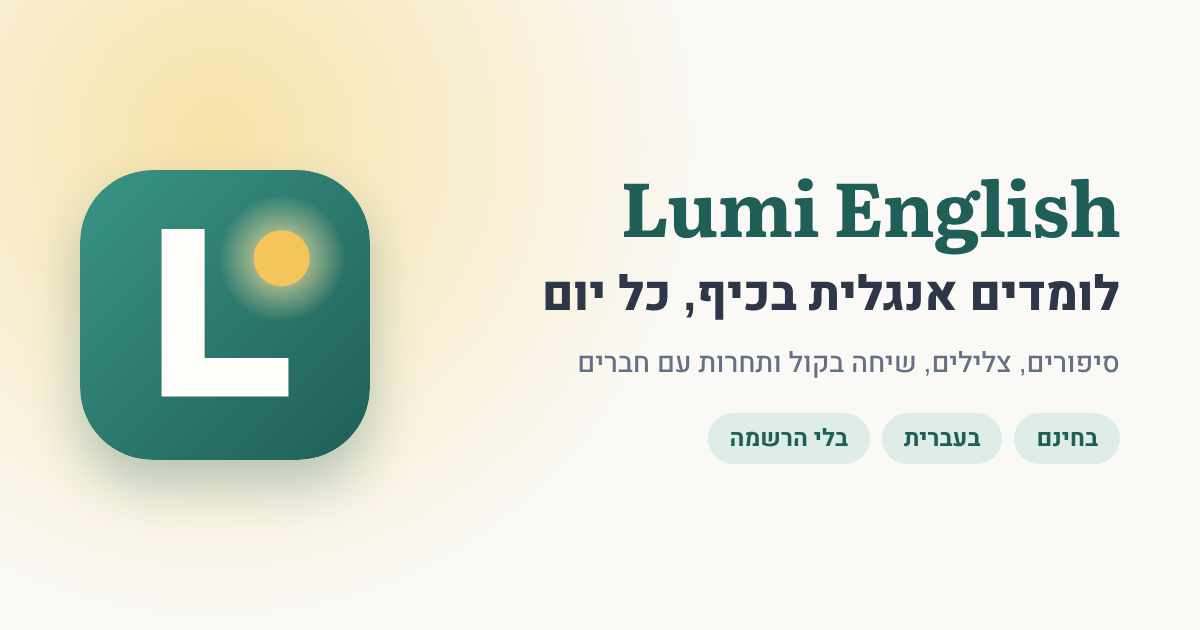 L
Lumi English
לומדים אנגלית בכיף, כל יום
סיפורים, צלילים, שיחה בקול ותחרות עם חברים
בחינם בעברית בלי הרשמה